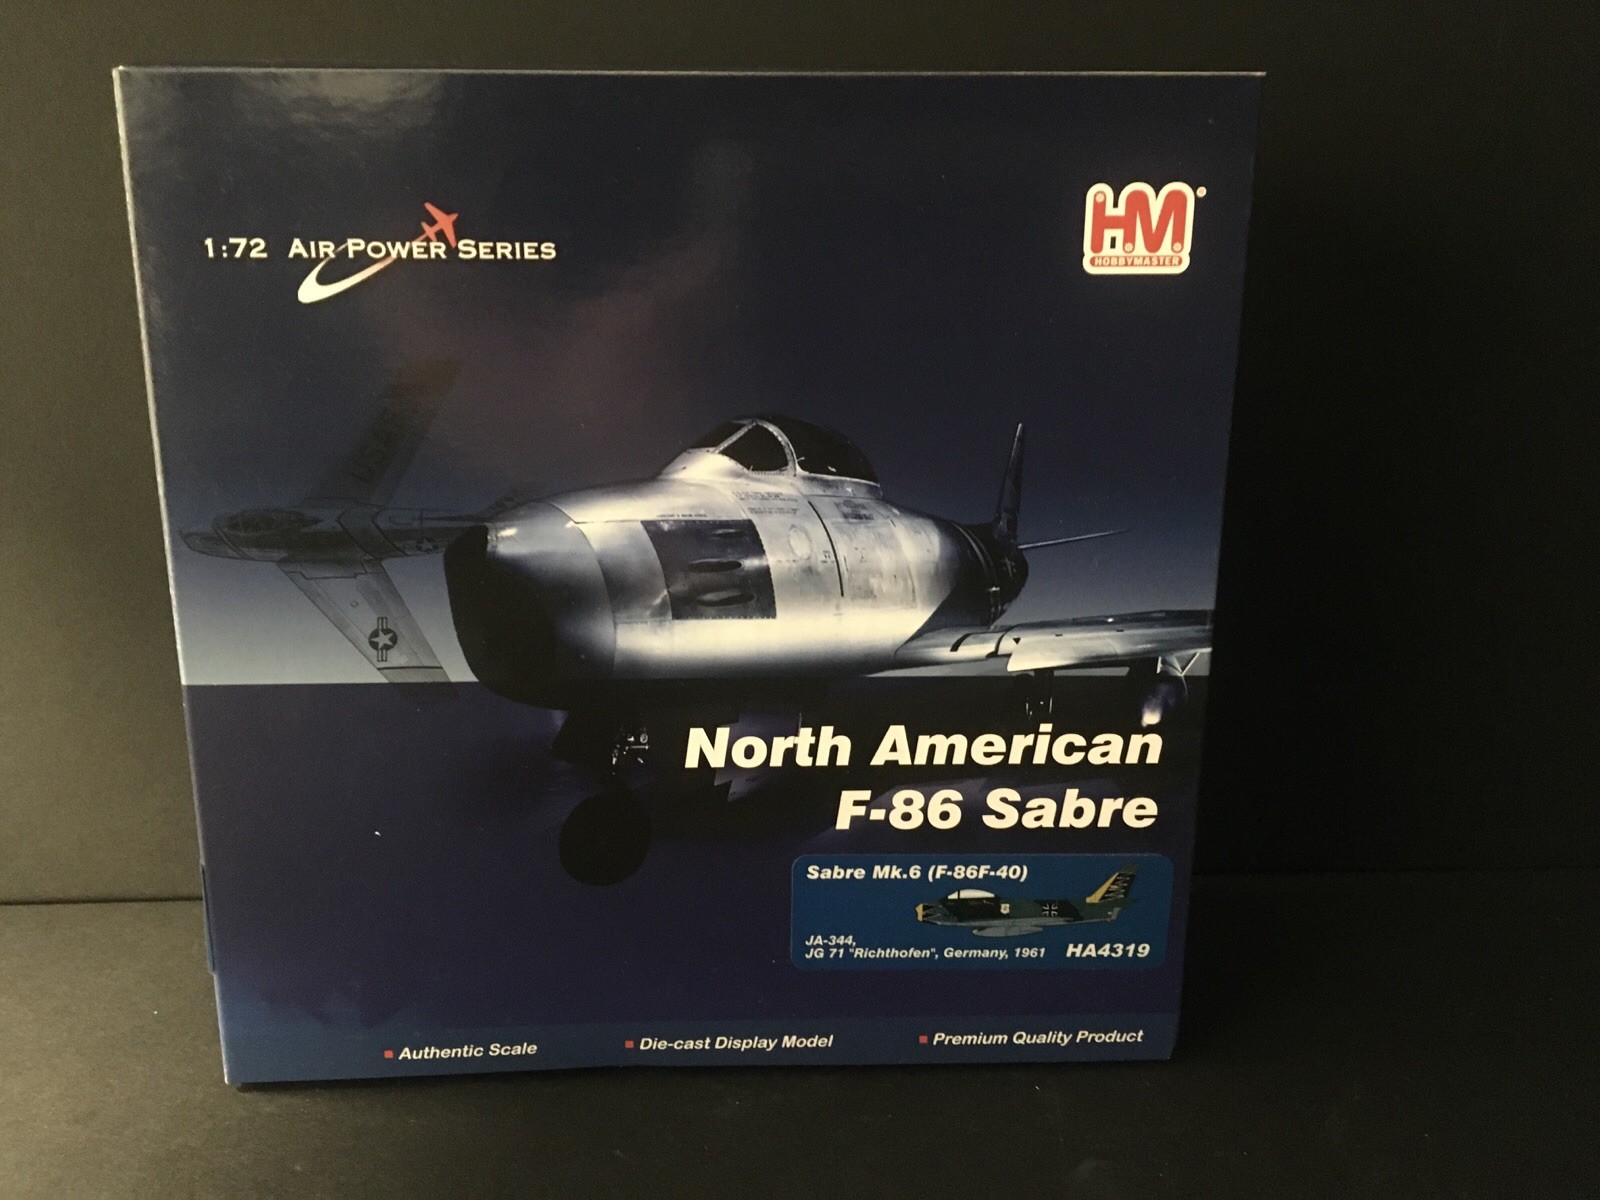 1:72 AIR POWER SERIES
HM
HOBBYMASTER
USAF
North American
F-86 Sabre
Sabre Mk.6 (F-86F-40)
JA-344,
JG 71 "Richthofen", Germany, 1961
HA4319
Authentic Scale
Die-cast Display Model
Premium Quality Product